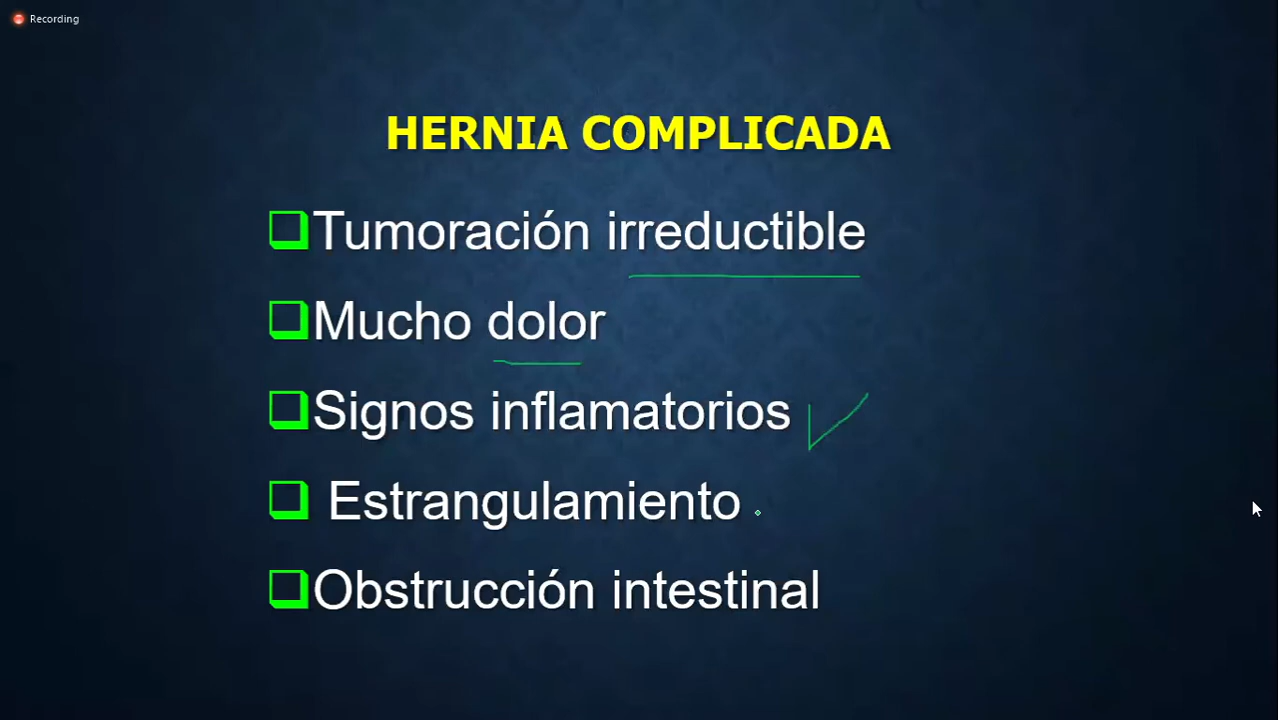 Recording
HERNIA COMPLICADA
Tumoración irreductible
Mucho dolor
Signos inflamatorios
Estrangulamiento
Obstrucción intestinal